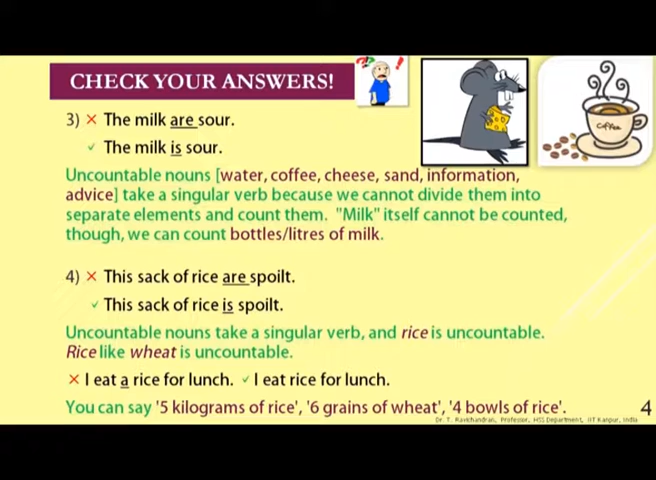 CHECK YOUR ANSWERS!
3) × The milk are sour.
✓ The milk is sour.
Uncountable nouns [water, coffee, cheese, sand, information,
advice] take a singular verb because we cannot divide them into
separate elements and count them. "Milk" itself cannot be counted,
though, we can count bottles/litres of milk.
4) × This sack of rice are spoilt.
✓ This sack of rice is spoilt.
Uncountable nouns take a singular verb, and rice is uncountable.
Rice like wheat is uncountable.
× I eat a rice for lunch. ✓ I eat rice for lunch.
You can say '5 kilograms of rice', '6 grains of wheat', '4 bowls of rice'.
4
Dr. T. Ravichandran, Professor, HSS Department, IIT Kanpur, India
Coffee
??!